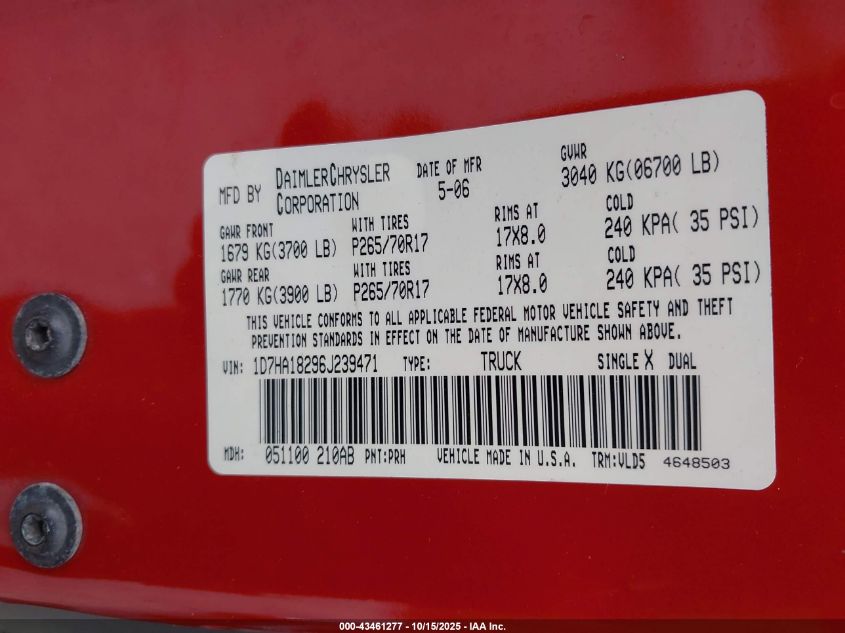 MFD BY DAIMLERCHRYSLER CORPORATION DATE OF MFR 5-06 GVWR 3040 KG(06700 LB)
GAWR FRONT WITH TIRES RIMS AT COLD
1679 KG(3700 LB) P265/70R17 17X8.0 240 KPA( 35 PSI)
GAWR REAR WITH TIRES RIMS AT COLD
1770 KG(3900 LB) P265/70R17 17X8.0 240 KPA( 35 PSI)
THIS VEHICLE CONFORMS TO ALL APPLICABLE FEDERAL MOTOR VEHICLE SAFETY AND THEFT
PREVENTION STANDARDS IN EFFECT ON THE DATE OF MANUFACTURE SHOWN ABOVE.
VIN: 1D7HA18296J239471 TYPE: TRUCK SINGLE X DUAL
MDH: 051100 210AB PNT:PRH VEHICLE MADE IN U.S.A. TRM:VLD5 4648503
000-43461277 - 10/15/2025 - IAA Inc.